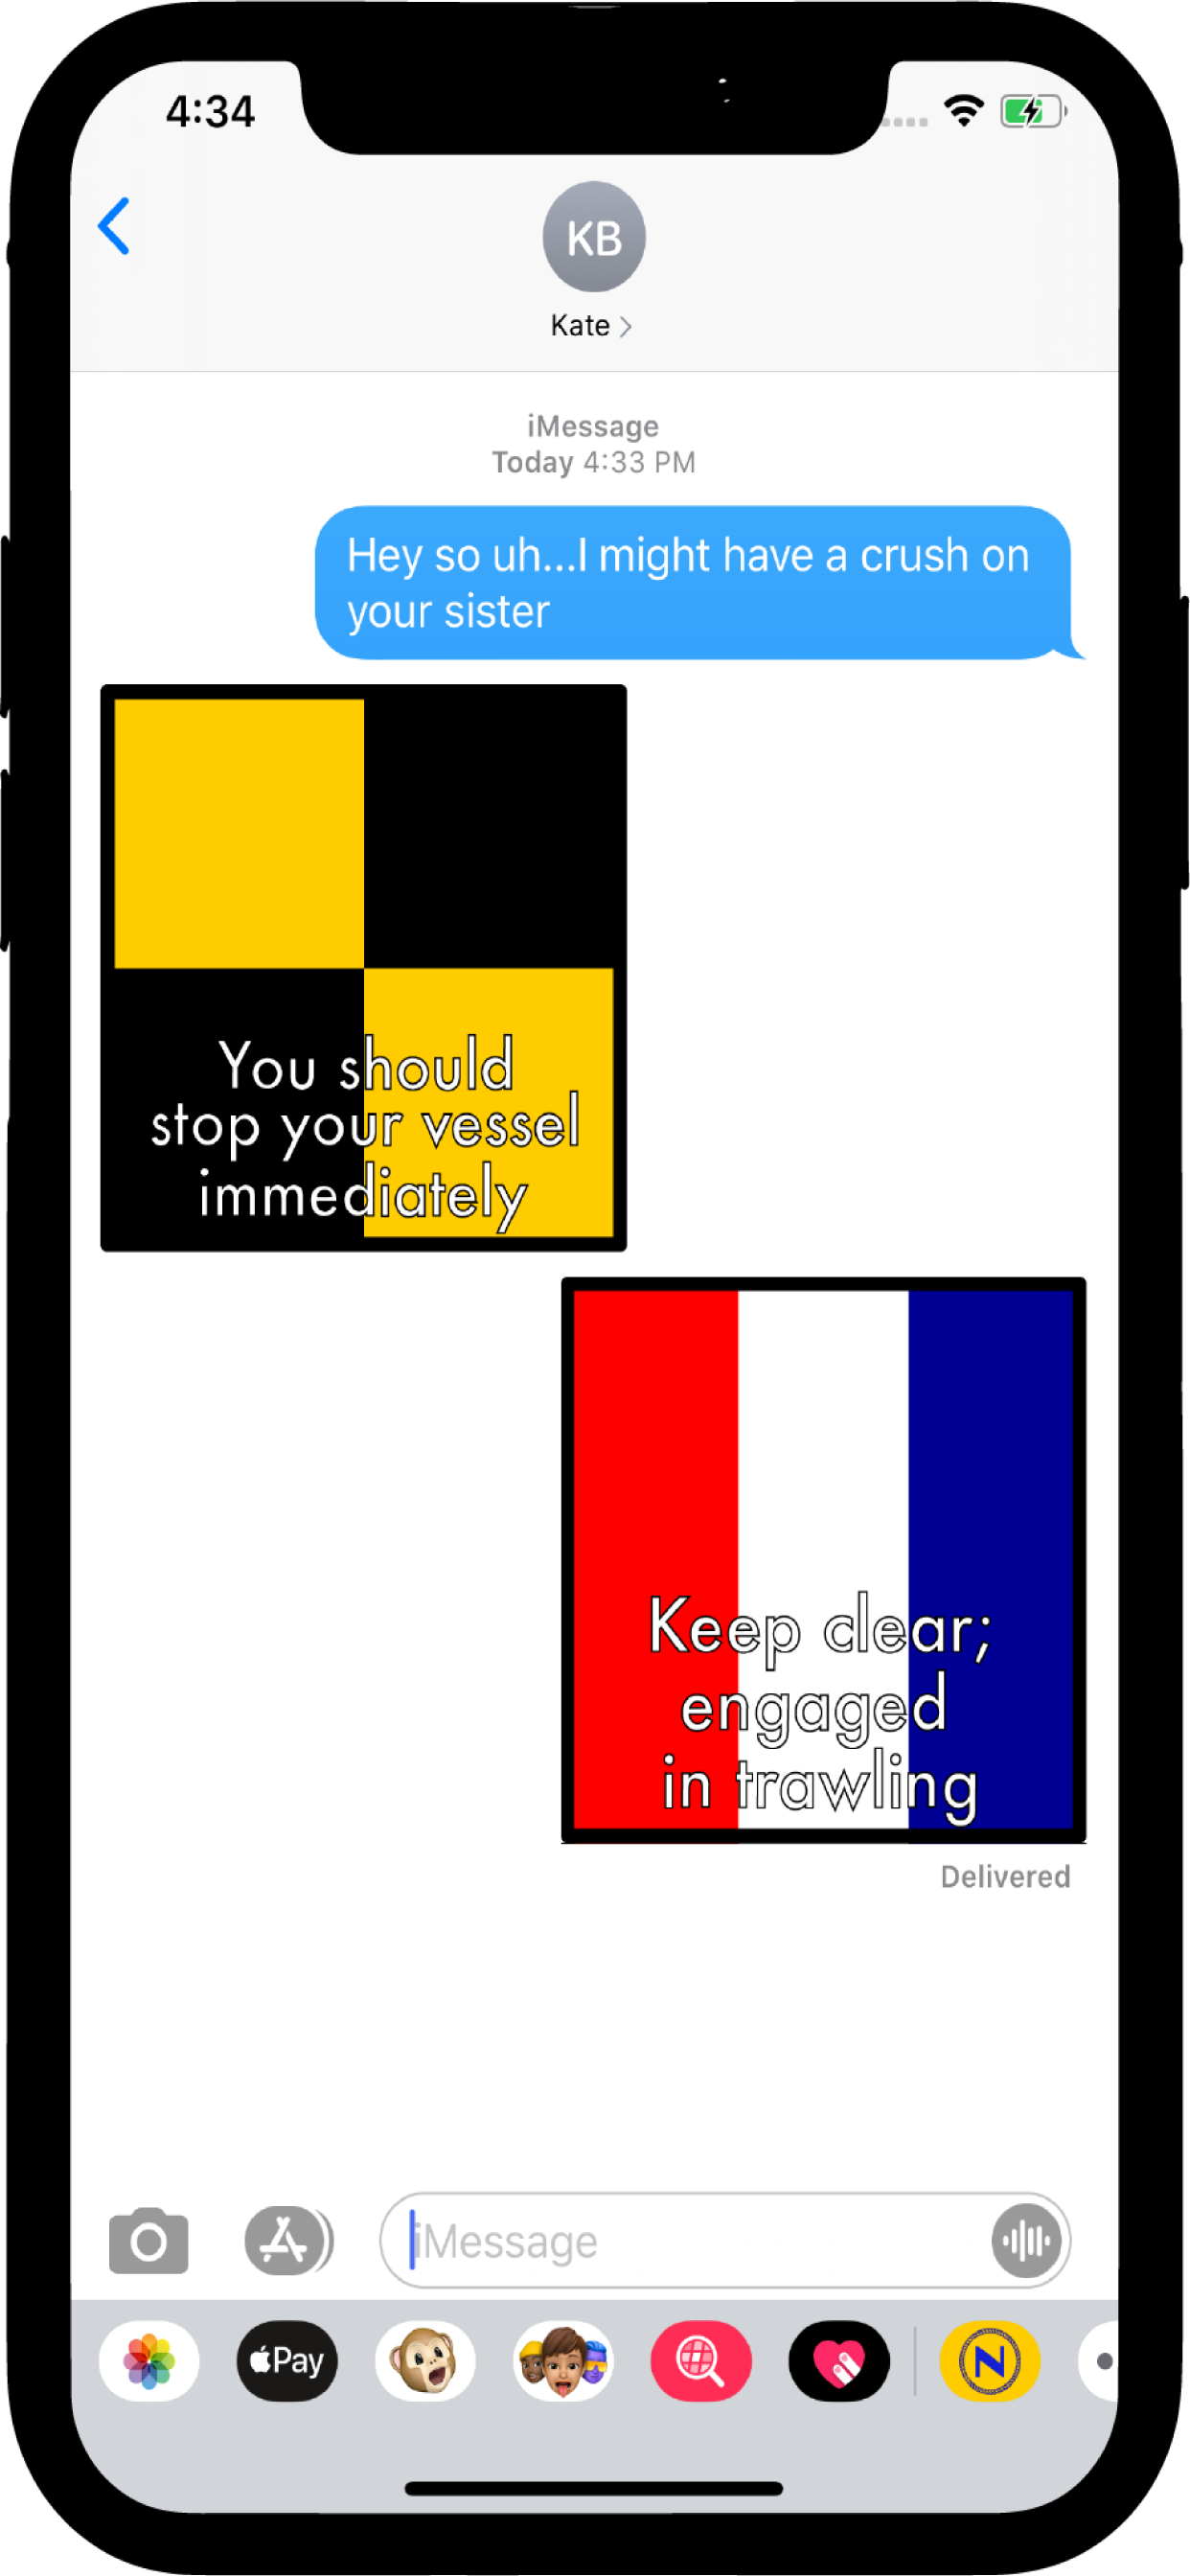 4:34
KB
Kate
iMessage
Today 4:33 PM
Hey so uh...I might have a crush on
your sister
You should
stop your vessel
immediately
Keep clear;
engaged
in trawling
Delivered
iMessage
Pay
N